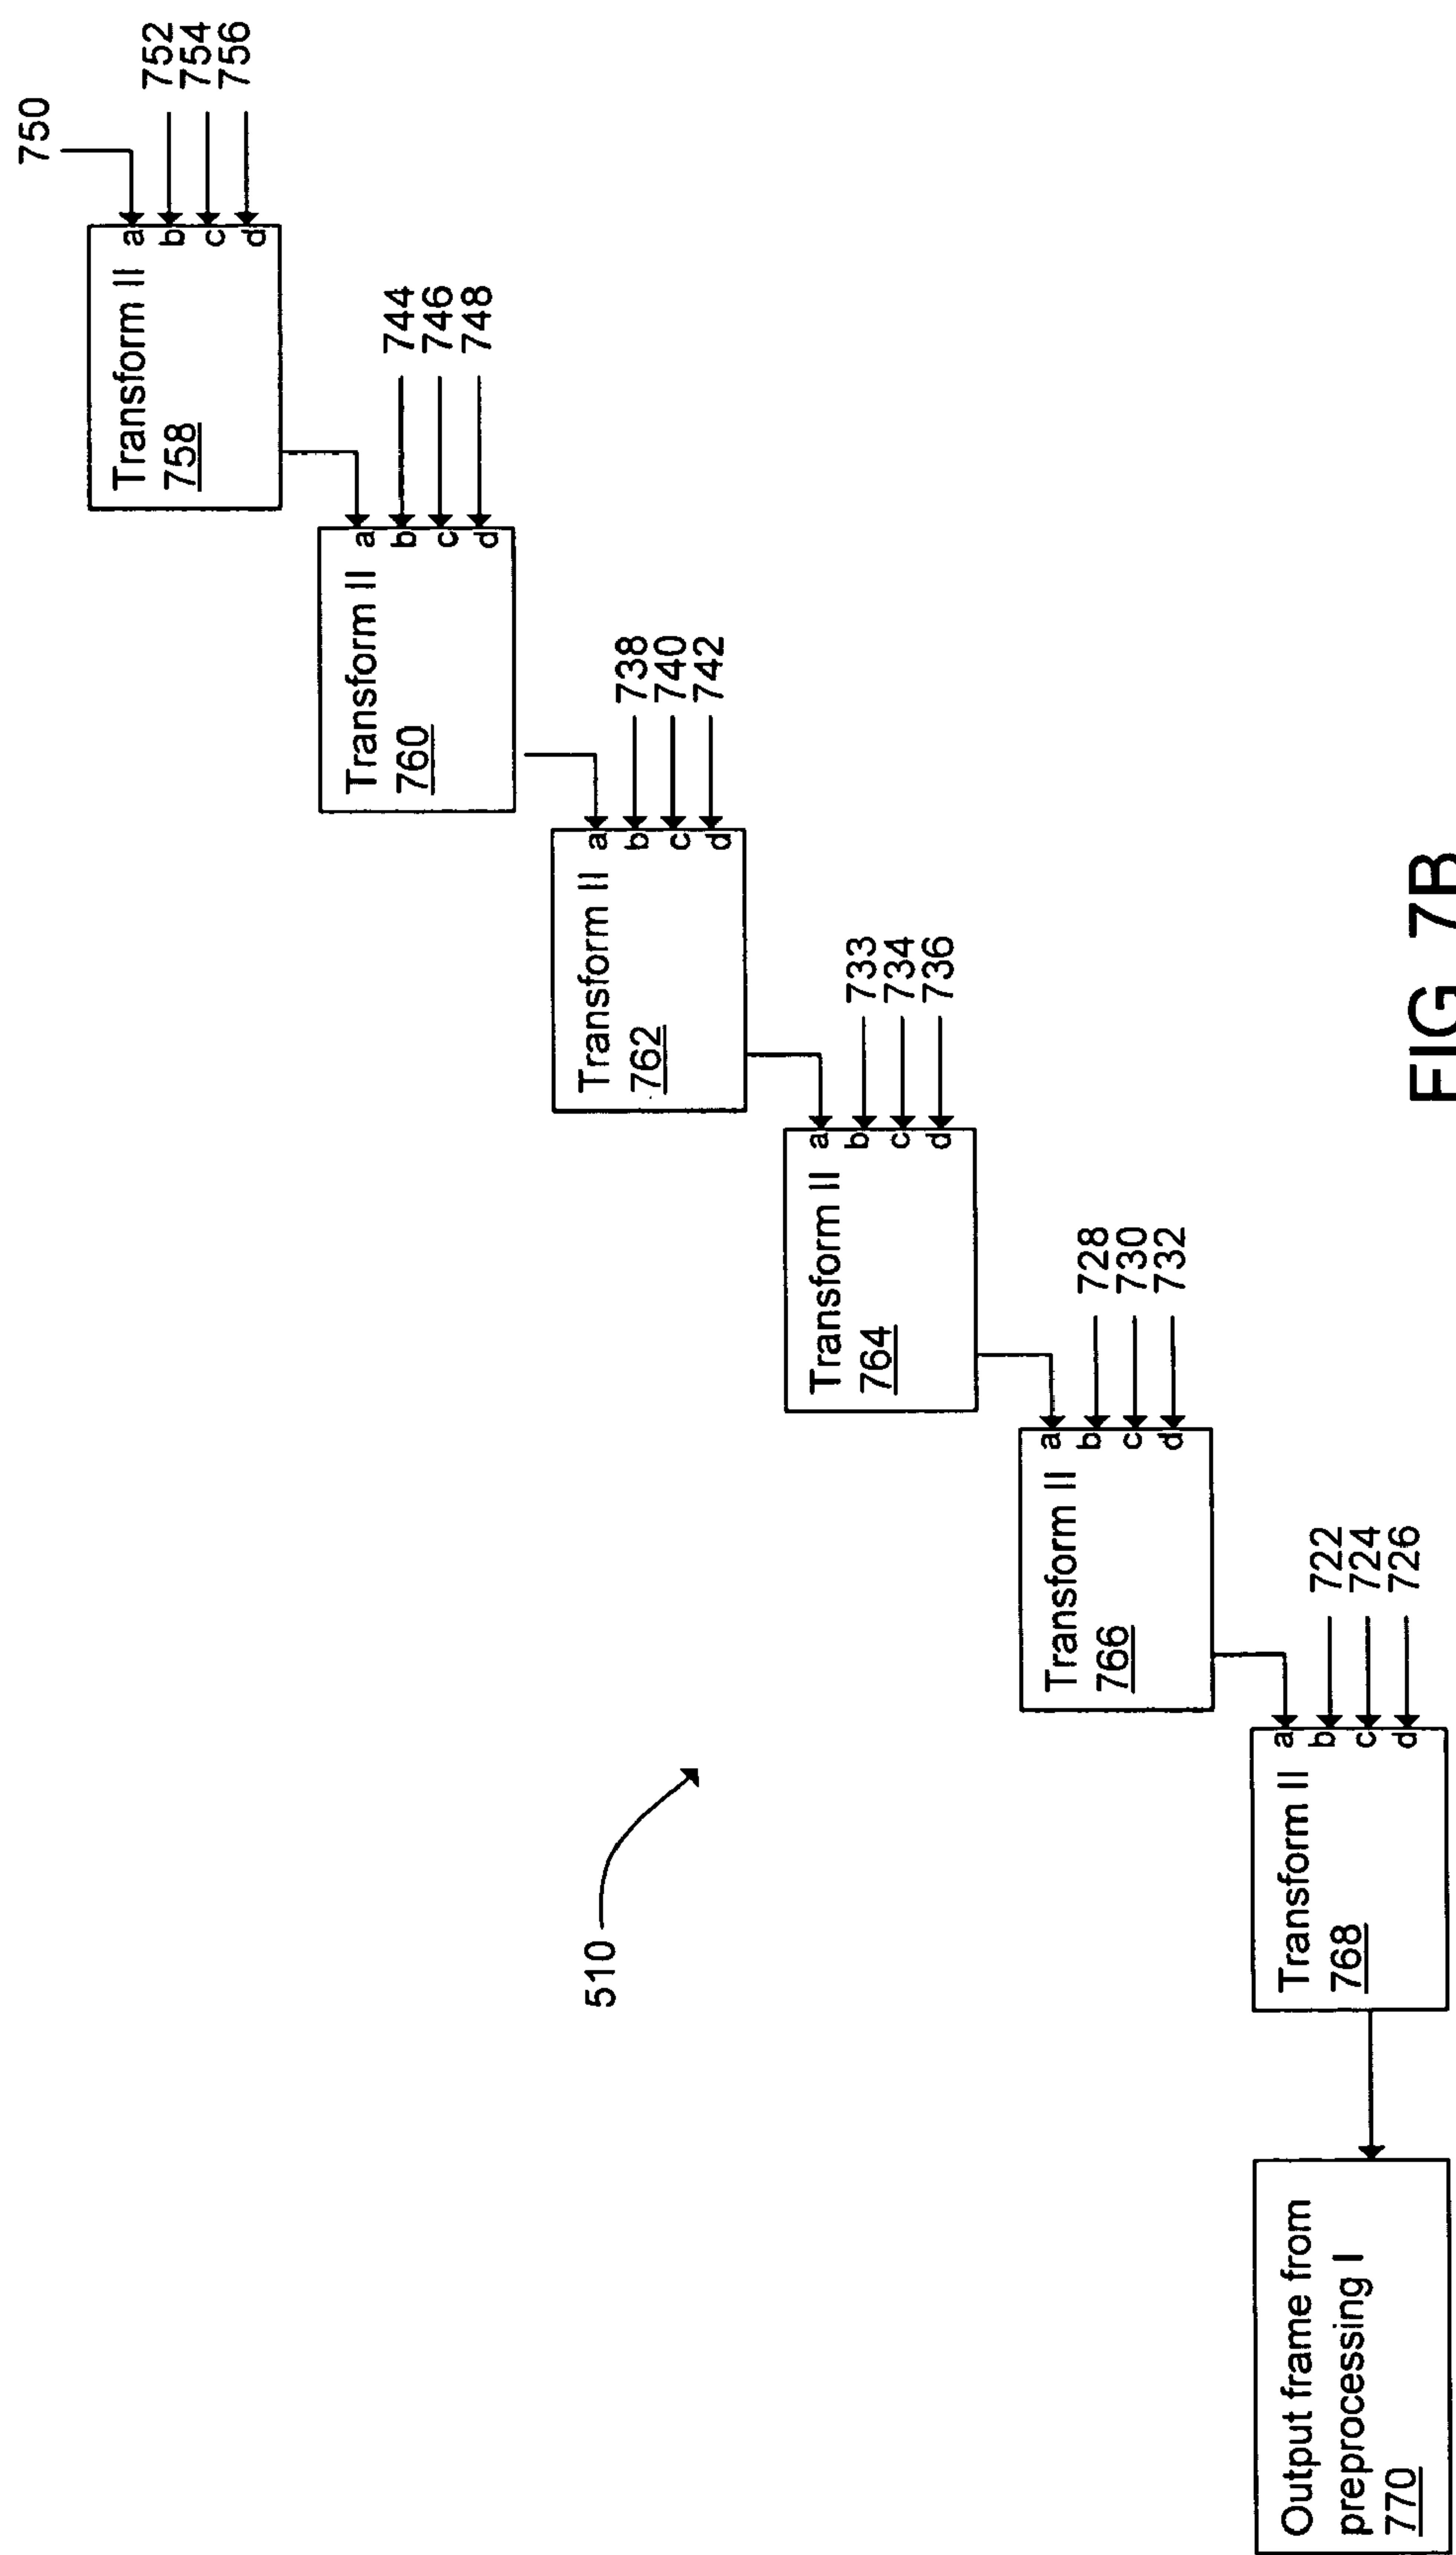 750
Transform II
758
a
b
c
d
752
754
756
Transform II
760
a
b
c
d
744
746
748
Transform II
762
a
b
c
d
738
740
742
510
Transform II
764
a
b
c
d
733
734
736
Transform II
766
a
b
c
d
728
730
732
Transform II
768
a
b
c
d
722
724
726
Output frame from
preprocessing I
770
FIG 7B